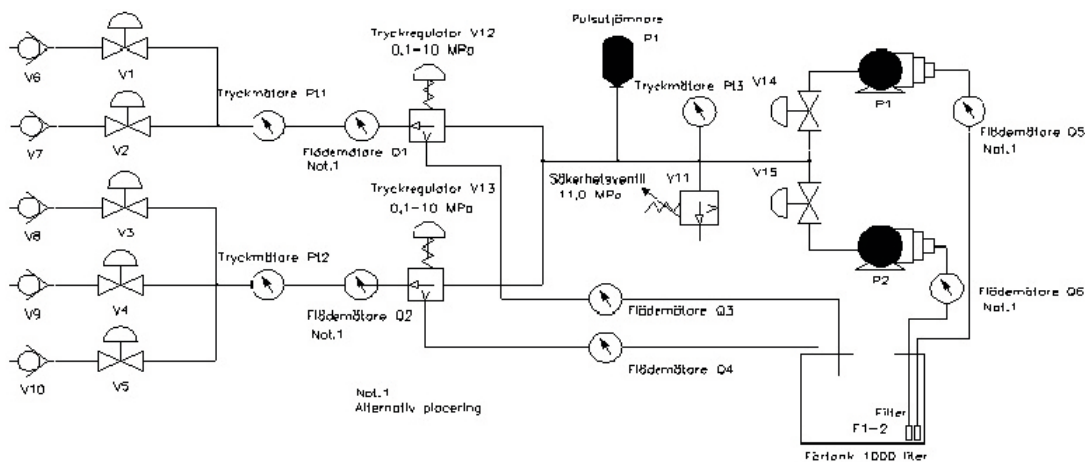 Pulsutjämnare
P1
Tryckregulator V12
0,1-10 MPa
V6
V1
Tryckmätare Pt1
Tryckmätare Pt3
V14
P1
V7
V2
Flödemätare Q1
Not.1
Flödemätare Q5
Not.1
Tryckregulator V13
0,1-10 MPa
Säkerhetsventil
11,0 MPa
V11
V15
V8
V3
Tryckmätare Pt2
P2
V9
V4
Flödemätare Q2
Not.1
Flödemätare Q3
Flödemätare Q6
Not.1
V10
V5
Flödemätare Q4
Not.1
Alternativ placering
Filter
F1-2
Förtank 1000 liter